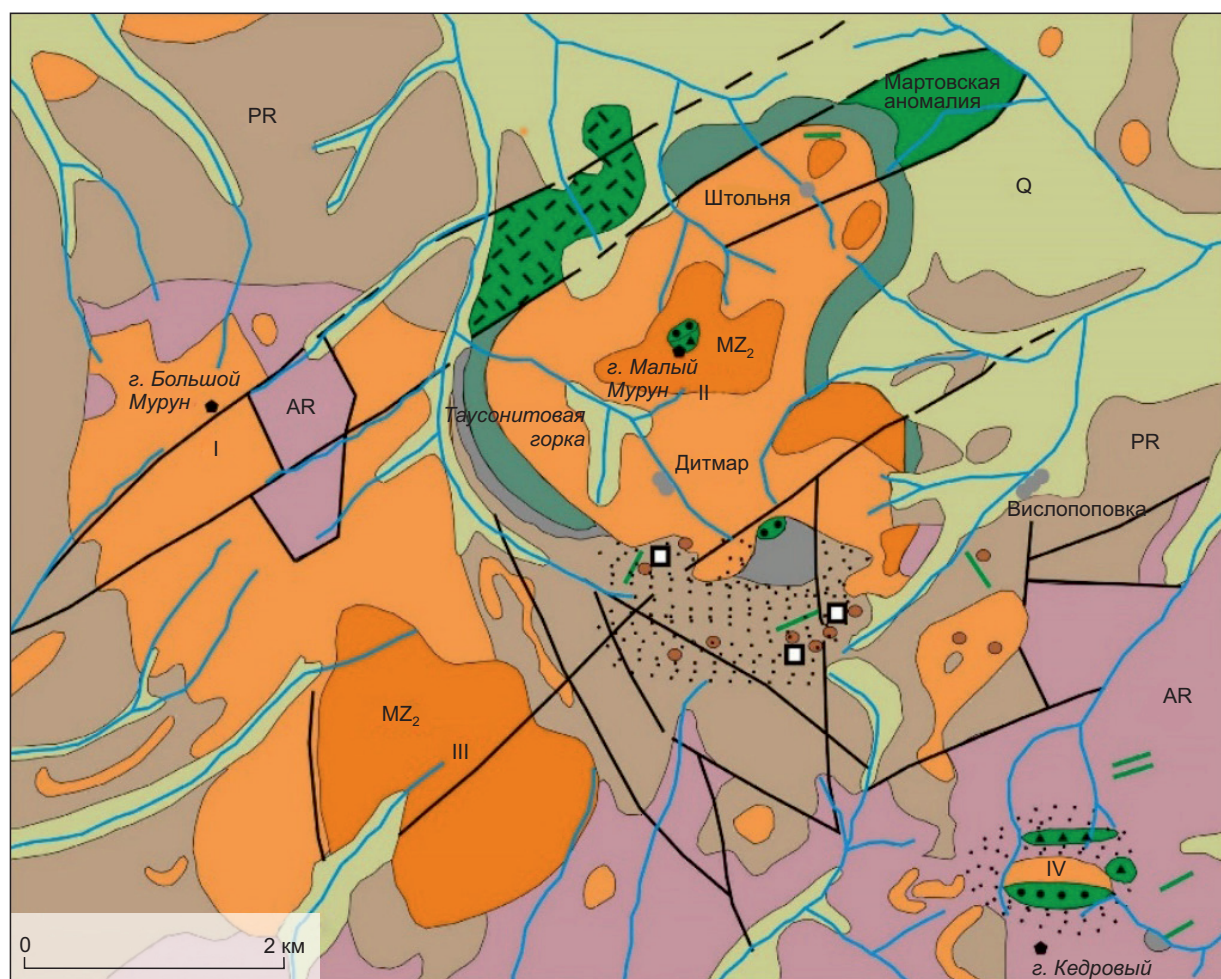 Мартовская
аномалия
PR
Q
Штольня
MZ2
г. Малый
Мурун
II
г. Большой
Мурун
AR
I
Таусонитовая
горка
Дитмар
PR
Вислопоповка
AR
MZ2
III
IV
г. Кедровый
0 2 км